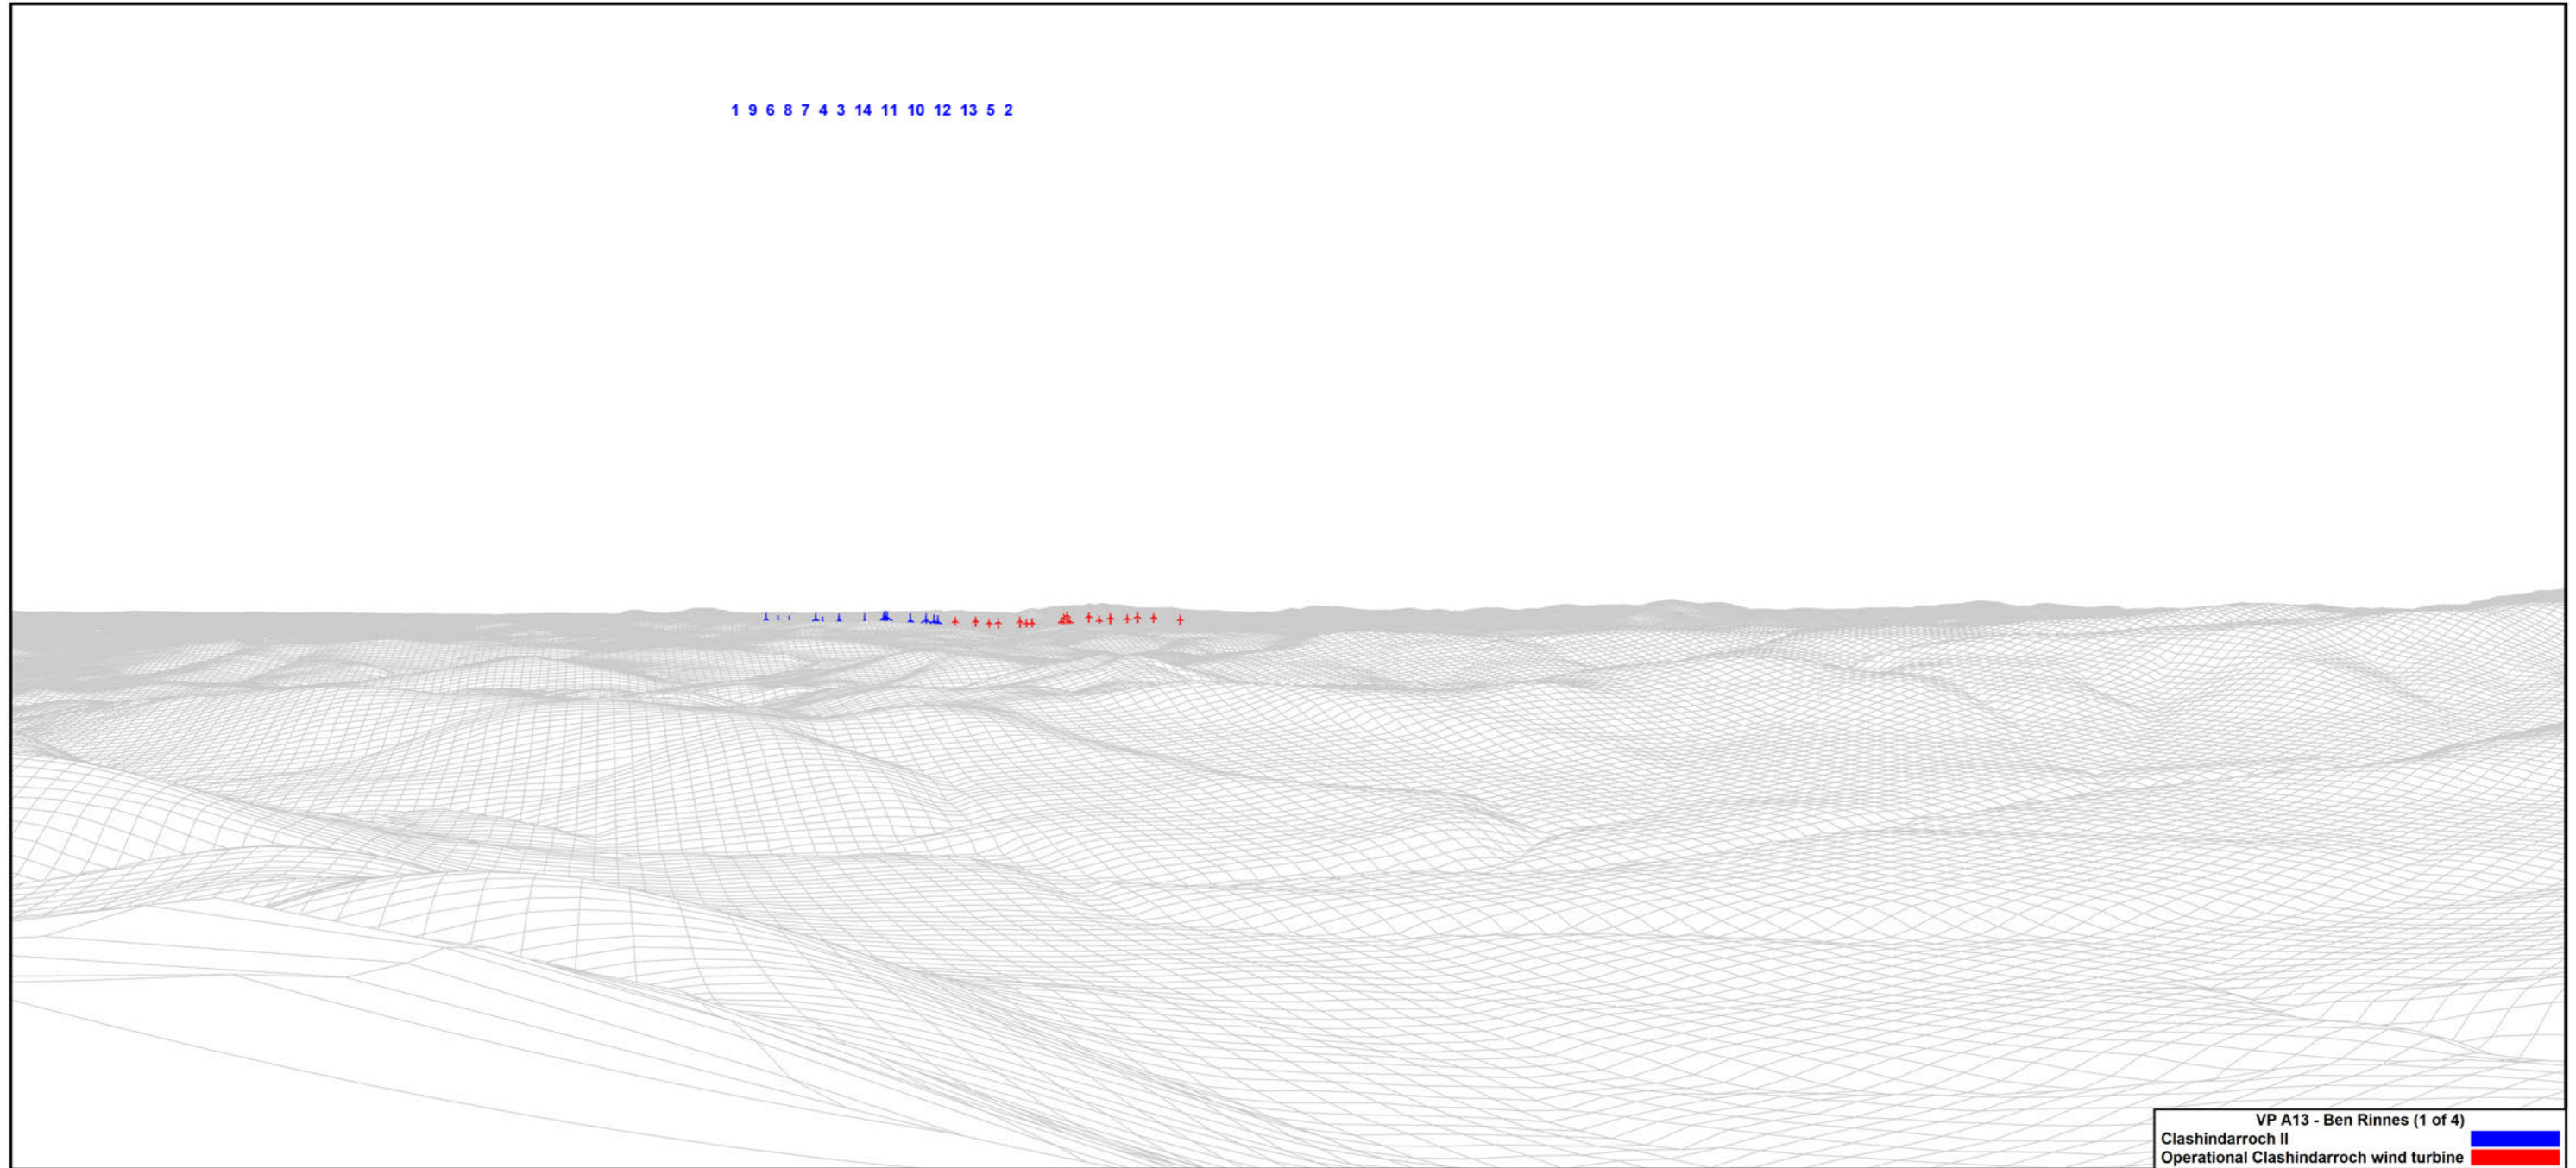 1 9 6 8 7 4 3 14 11 10 12 13 5 2
VP A13 - Ben Rinnes (1 of 4)
Clashindarroch II
Operational Clashindarroch wind turbine